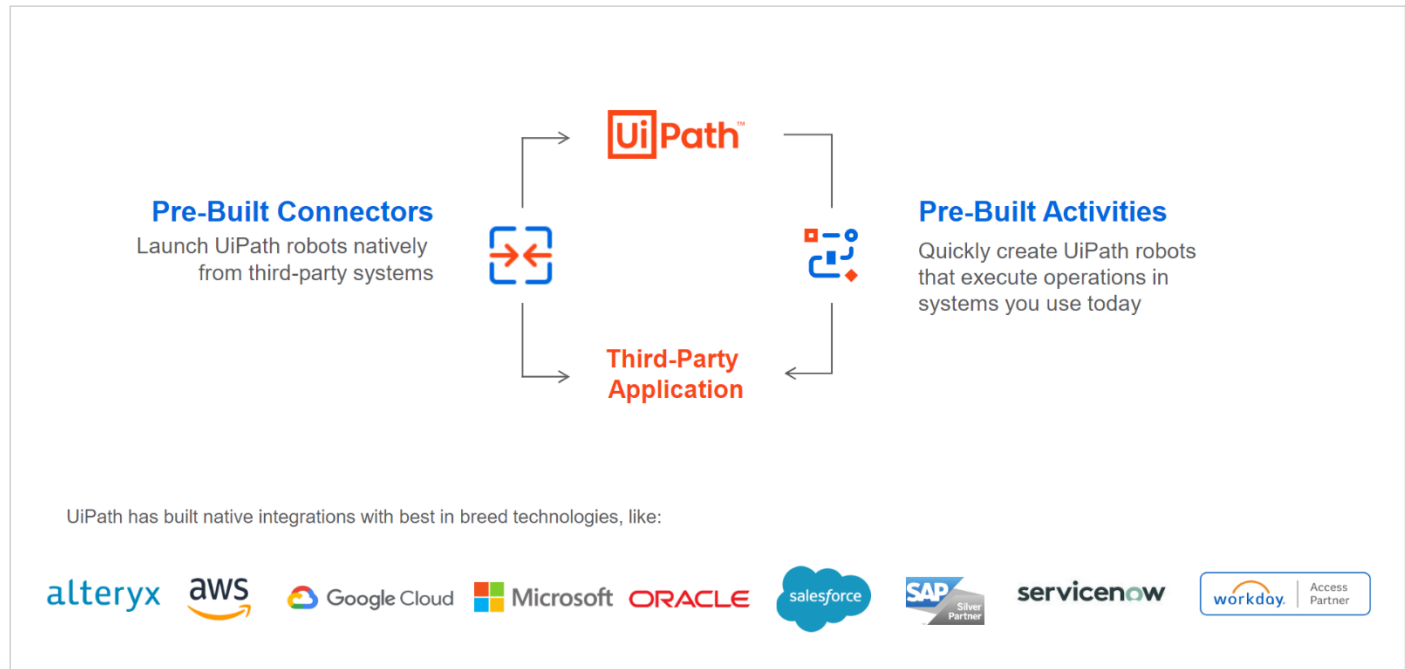 UiPath™
Pre-Built Connectors
Launch UiPath robots natively
from third-party systems
Pre-Built Activities
Quickly create UiPath robots
that execute operations in
systems you use today
Third-Party
Application
UiPath has built native integrations with best in breed technologies, like:
alteryx
aws
Google Cloud
Microsoft
ORACLE
salesforce
SAP
Silver
Partner
servicenow
workday.
Access
Partner